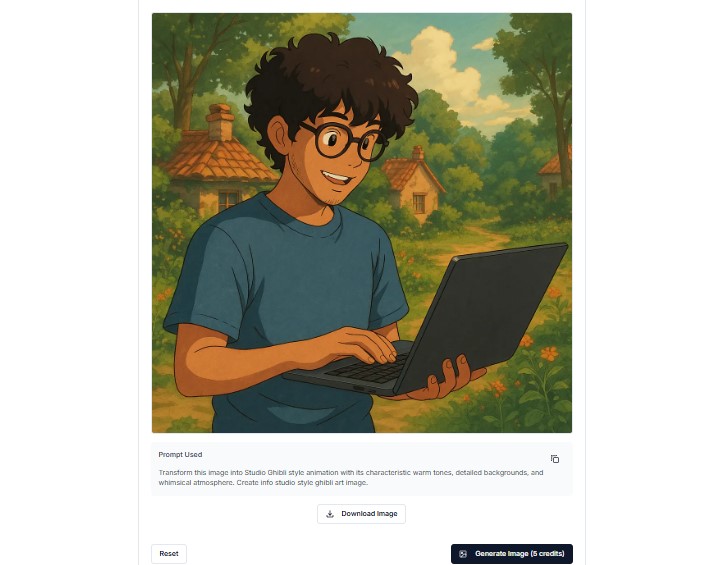 Prompt Used
Transform this image into Studio Ghibli style animation with its characteristic warm tones, detailed backgrounds, and
whimsical atmosphere. Create info studio style ghibli art image.
Download Image
Reset
Generate Image (5 credits)